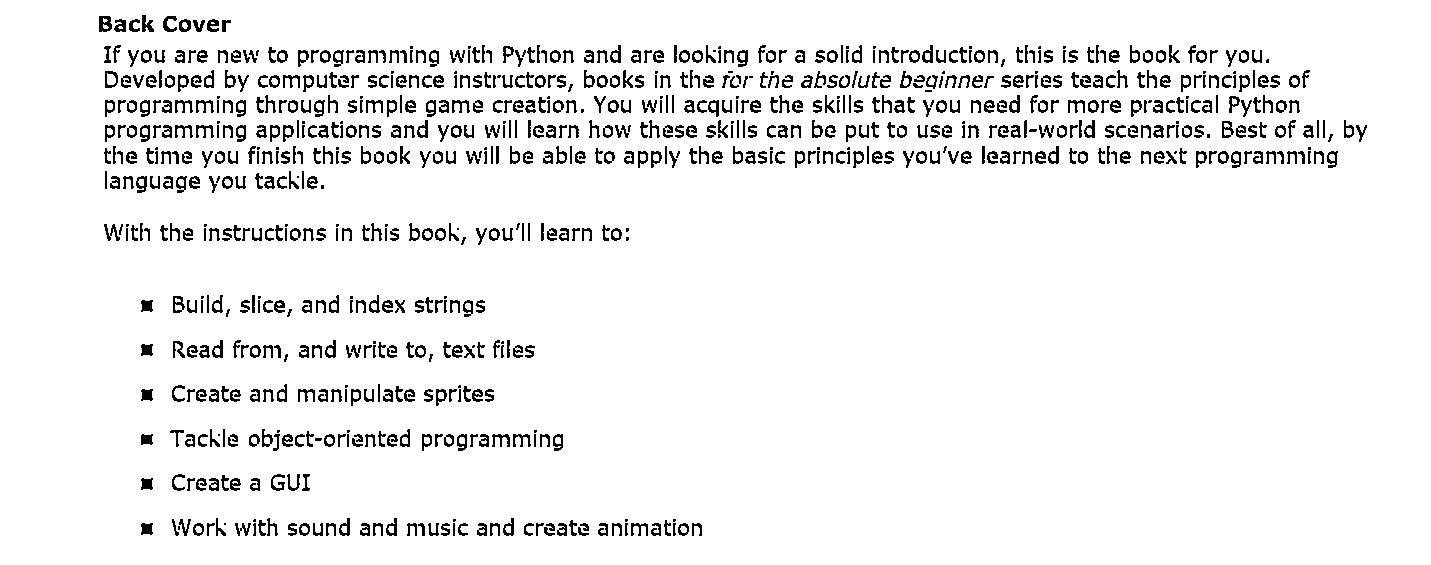 Back Cover
If you are new to programming with Python and are looking for a solid introduction, this is the book for you.
Developed by computer science instructors, books in the for the absolute beginner series teach the principles of
programming through simple game creation. You will acquire the skills that you need for more practical Python
programming applications and you will learn how these skills can be put to use in real-world scenarios. Best of all, by
the time you finish this book you will be able to apply the basic principles you've learned to the next programming
language you tackle.
With the instructions in this book, you'll learn to:
▪ Build, slice, and index strings
▪ Read from, and write to, text files
▪ Create and manipulate sprites
▪ Tackle object-oriented programming
▪ Create a GUI
▪ Work with sound and music and create animation